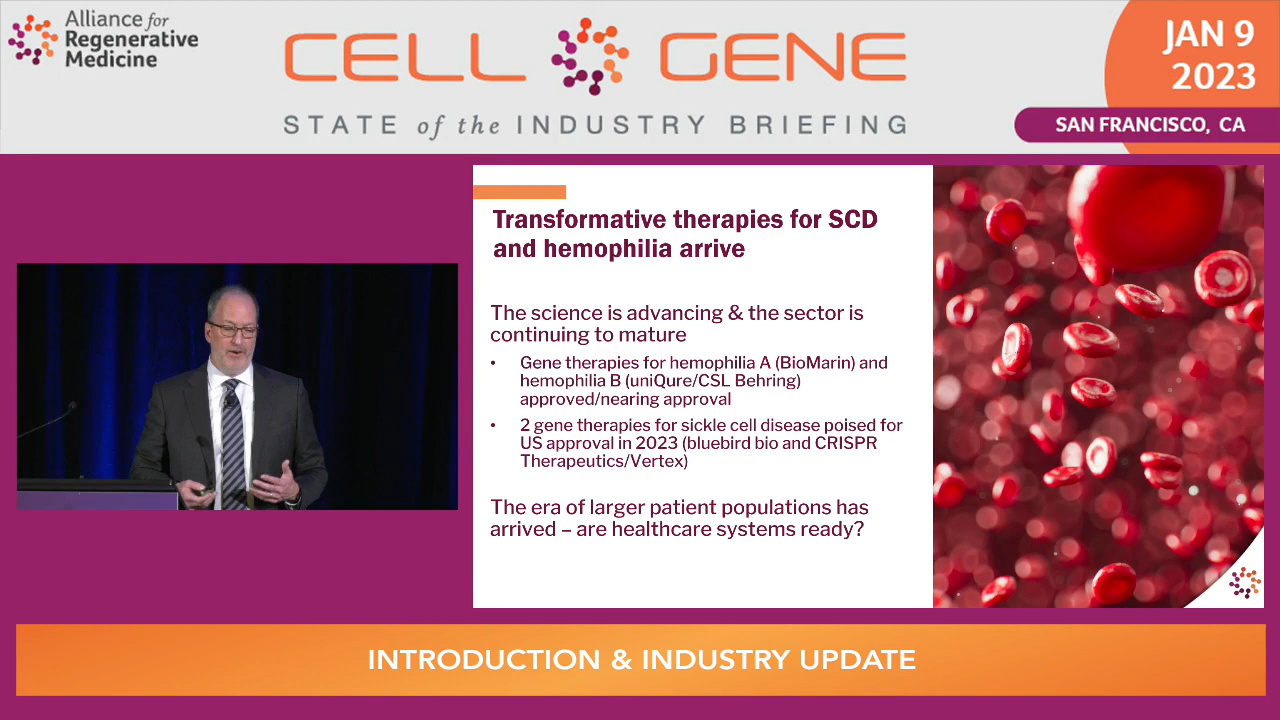 Alliance for
Regenerative
Medicine
CELL GENE
STATE of the INDUSTRY BRIEFING
JAN 9
2023
SAN FRANCISCO, CA
Transformative therapies for SCD
and hemophilia arrive
The science is advancing & the sector is
continuing to mature
• Gene therapies for hemophilia A (BioMarin) and
hemophilia B (uniQure/CSL Behring)
approved/nearing approval
• 2 gene therapies for sickle cell disease poised for
US approval in 2023 (bluebird bio and CRISPR
Therapeutics/Vertex)
The era of larger patient populations has
arrived – are healthcare systems ready?
INTRODUCTION & INDUSTRY UPDATE